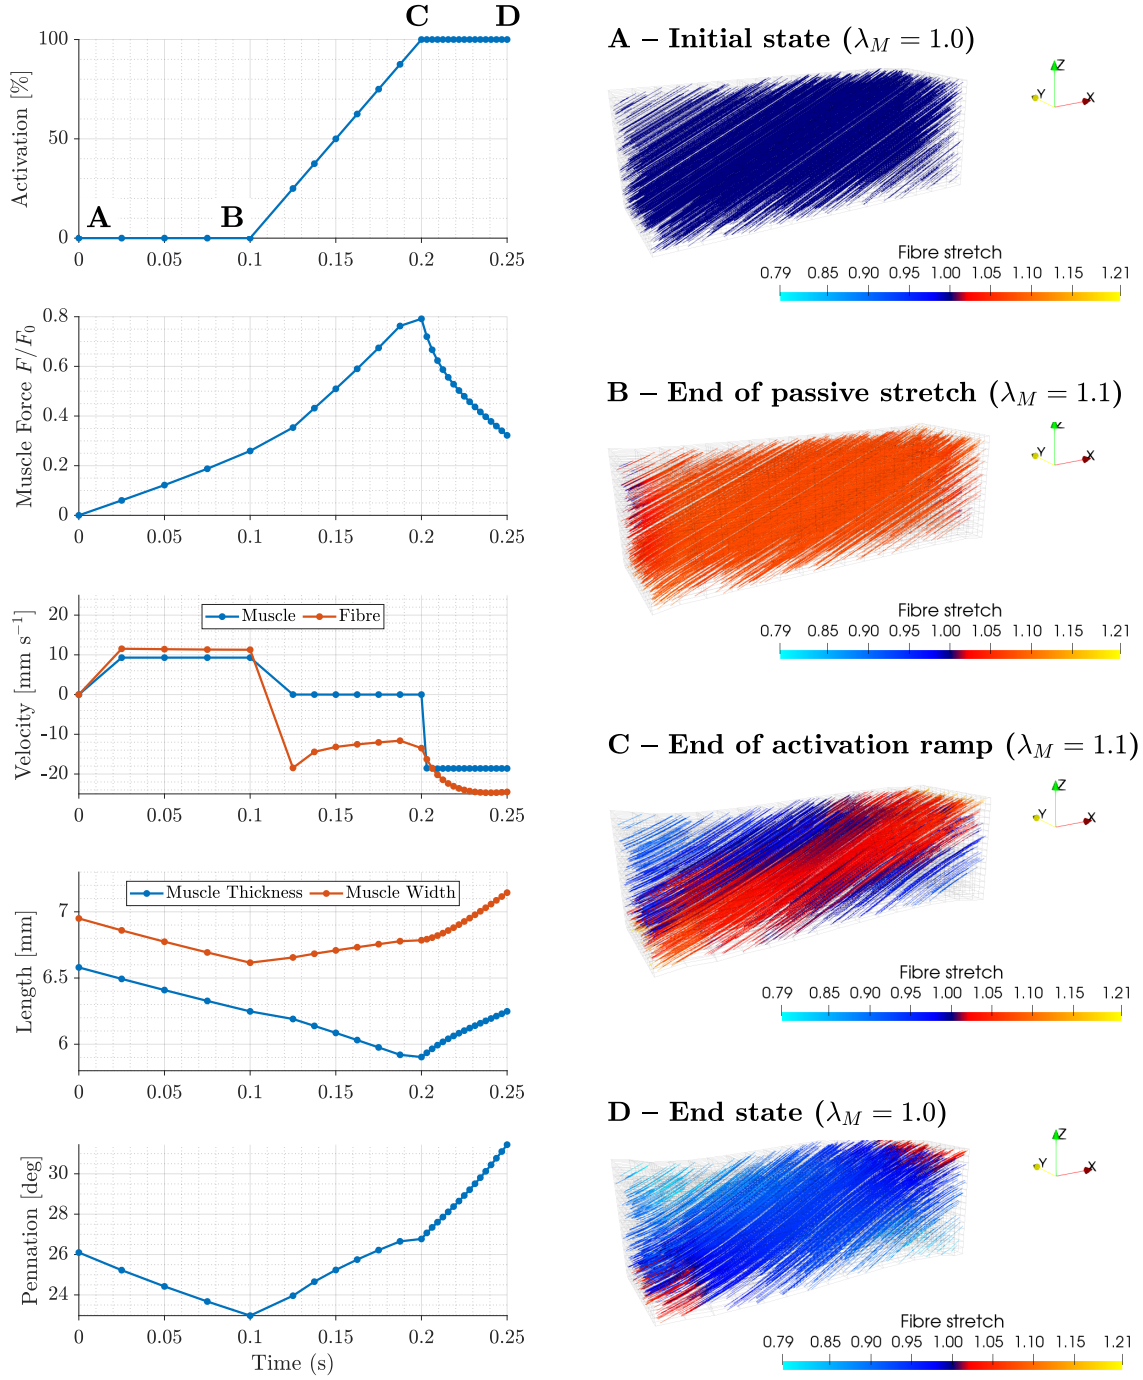 C
D
100
50
0
Activation [%]
A
B
0
0.05
0.1
0.15
0.2
0.25
0.8
0.6
0.4
0.2
0
Muscle Force F/F0
0
0.05
0.1
0.15
0.2
0.25
Muscle
Fibre
20
10
0
-10
-20
Velocity [mm s−1]
0
0.05
0.1
0.15
0.2
0.25
Muscle Thickness
Muscle Width
7
6.5
6
Length [mm]
0
0.05
0.1
0.15
0.2
0.25
30
28
26
24
Pennation [deg]
0
0.05
0.1
0.15
0.2
0.25
Time (s)
A – Initial state (λM = 1.0)
Z
Y
X
Fibre stretch
0.79 0.85 0.90 0.95 1.00 1.05 1.10 1.15 1.21
B – End of passive stretch (λM = 1.1)
Z
Y
X
Fibre stretch
0.79 0.85 0.90 0.95 1.00 1.05 1.10 1.15 1.21
C – End of activation ramp (λM = 1.1)
Z
Y
X
Fibre stretch
0.79 0.85 0.90 0.95 1.00 1.05 1.10 1.15 1.21
D – End state (λM = 1.0)
Z
Y
X
Fibre stretch
0.79 0.85 0.90 0.95 1.00 1.05 1.10 1.15 1.21